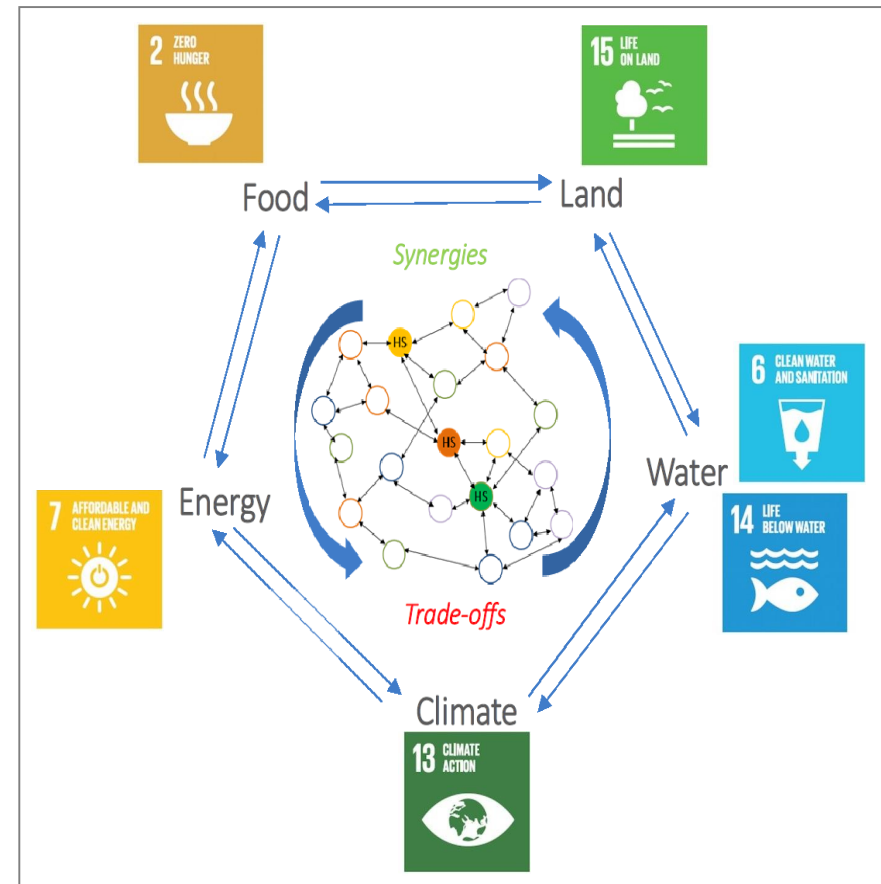 2 ZERO
HUNGER
15 LIFE
ON LAND
Food
Land
Synergies
HS
HS
HS
6 CLEAN WATER
AND SANITATION
Water
Energy
7 AFFORDABLE AND
CLEAN ENERGY
14 LIFE
BELOW WATER
Trade-offs
Climate
13 CLIMATE
ACTION